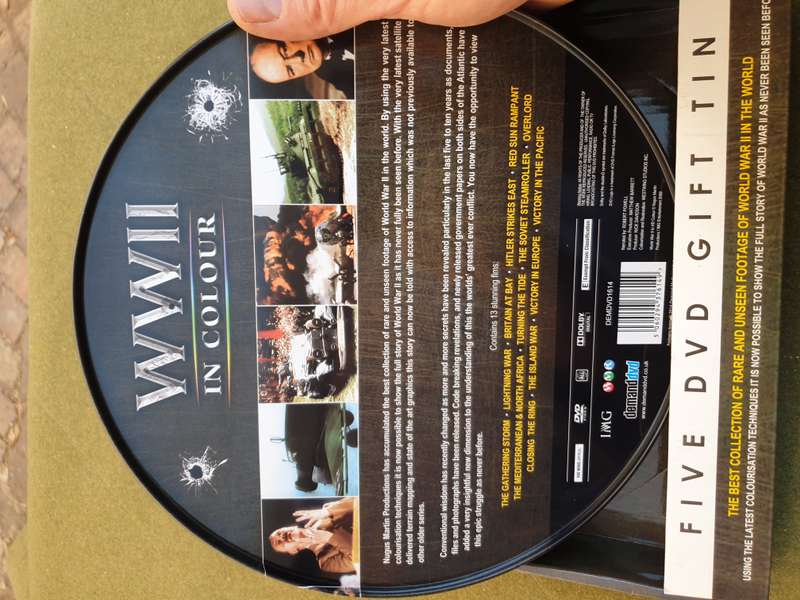 WWII
IN COLOUR
Nugus Martin Productions has accumulated the best collection of rare and unseen footage of World War II in the world. By using the very latest
colourisation techniques it is now possible to show the full story of World War II as it has never fully been seen before. With the very latest satellite
delivered terrain mapping and state of the art graphics this story can now be told with access to information which was not previously available to
other older series.
Conventional wisdom has recently changed as more and more secrets have been revealed particularly in the last five to ten years as documents,
files and photographs have been released. Code breaking revelations, and newly released government papers on both sides of the Atlantic have
added a very insightful new dimension to the understanding of this the worlds' greatest ever conflict. You now have the opportunity to view
this epic struggle as never before.
Contains 13 stunning films:
THE GATHERING STORM • LIGHTNING WAR • BRITAIN AT BAY • HITLER STRIKES EAST • RED SUN RAMPANT
THE MEDITERRANEAN & NORTH AFRICA • TURNING THE TIDE • THE SOVIET STEAMROLLER • OVERLORD
CLOSING THE RING • THE ISLAND WAR • VICTORY IN EUROPE • VICTORY IN THE PACIFIC
DVD
DOLBY
E Exempt From Classification
IMG
DEMDVD1614
demanddvd
www.demanddvd.co.uk
FIVE DVD GIFT TIN
THE BEST COLLECTION OF RARE AND UNSEEN FOOTAGE OF WORLD WAR II IN THE WORLD
USING THE LATEST COLOURISATION TECHNIQUES IT IS NOW POSSIBLE TO SHOW THE FULL STORY OF WORLD WAR II AS NEVER BEEN SEEN BEFO